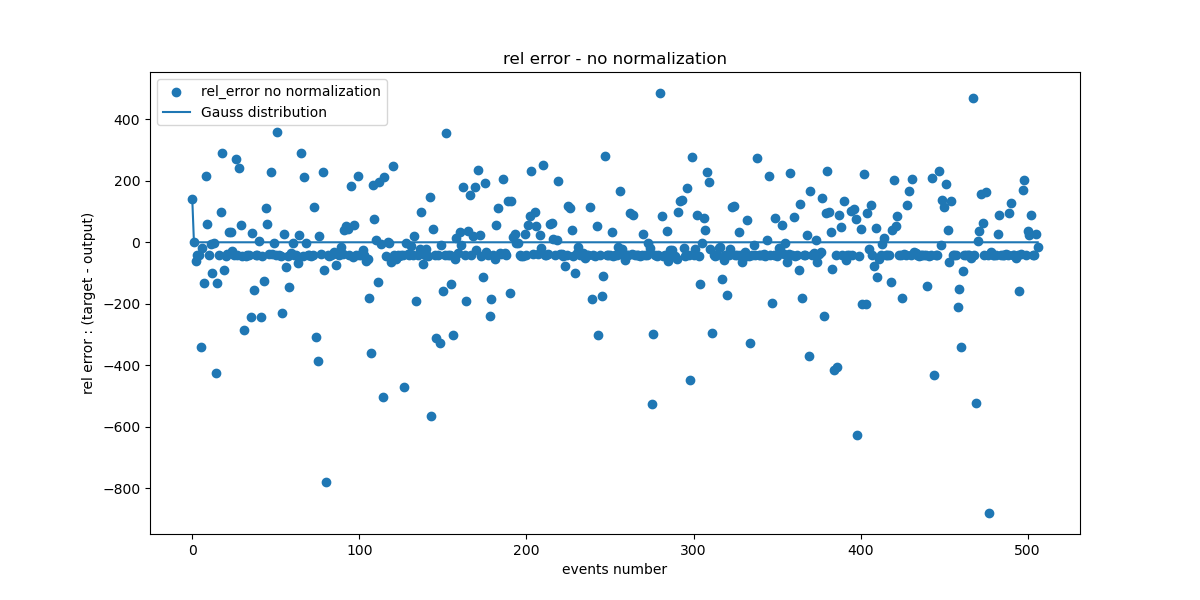 rel error - no normalization
rel_error no normalization
Gauss distribution
rel error : (target - output)
400
200
0
−200
−400
−600
−800
0
100
200
300
400
500
events number